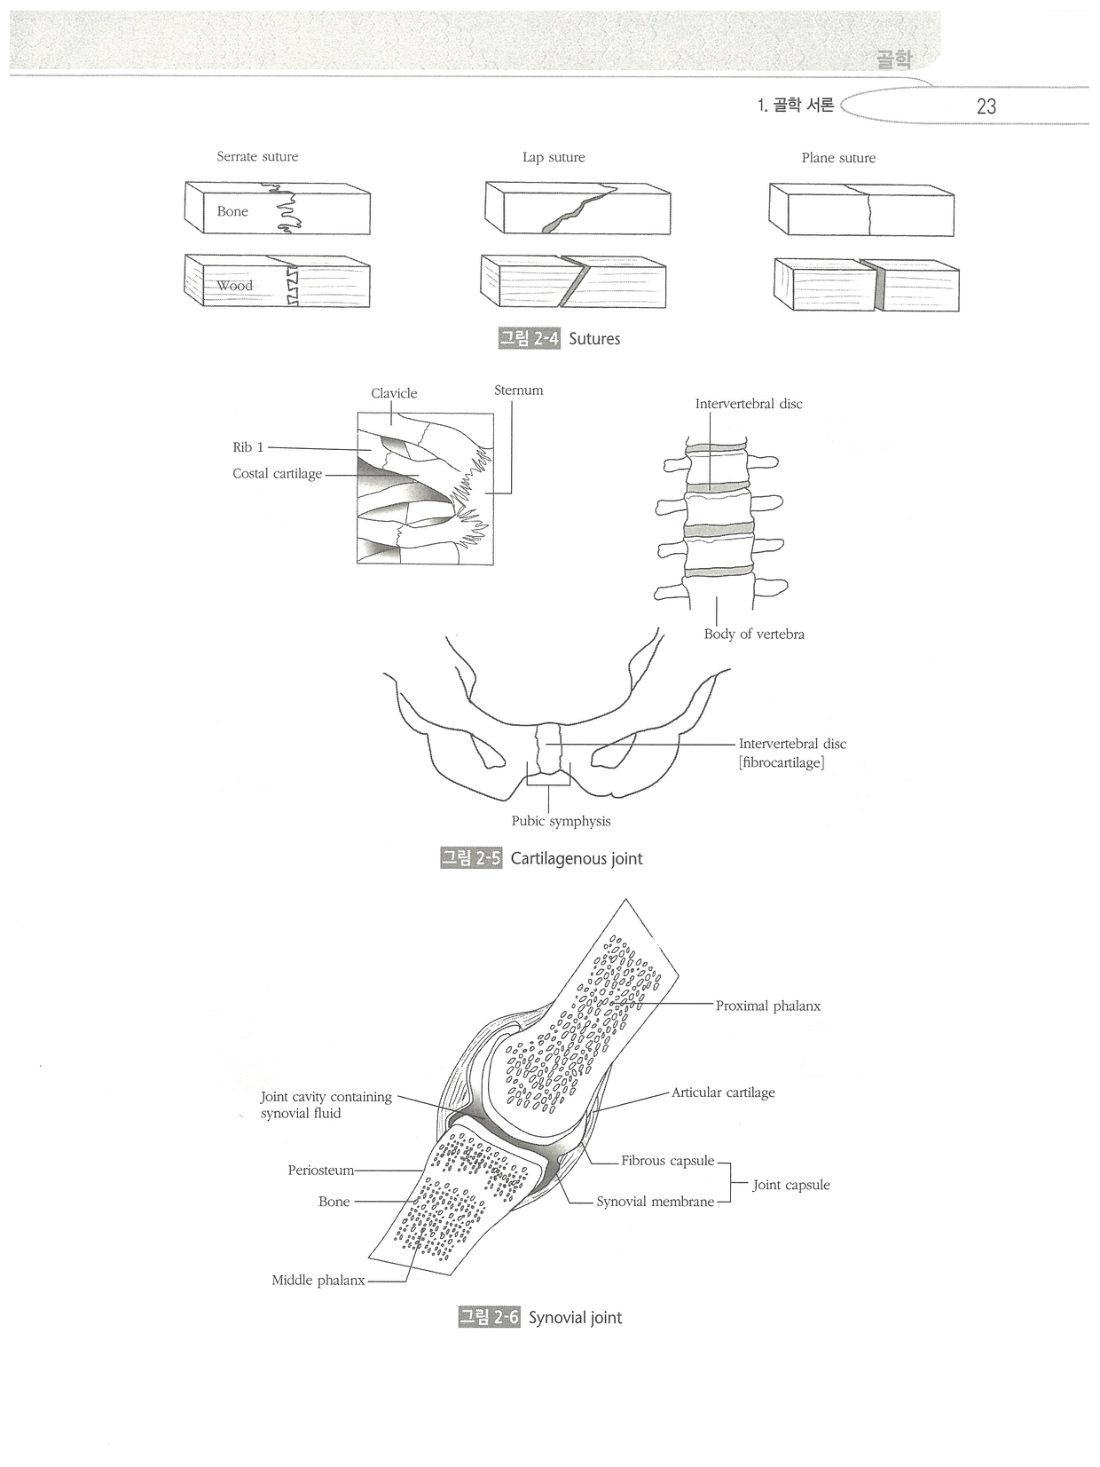 골학
1. 골학 서론
23
Serrate suture
Lap suture
Plane suture
Bone
Wood
그림 2-4 Sutures
Clavicle
Sternum
Rib 1
Costal cartilage
Intervertebral disc
Body of vertebra
Intervertebral disc
[fibrocartilage]
Pubic symphysis
그림 2-5 Cartilagenous joint
Proximal phalanx
Joint cavity containing
synovial fluid
Articular cartilage
Periosteum
Fibrous capsule
Joint capsule
Bone
Synovial membrane
Middle phalanx
그림 2-6 Synovial joint